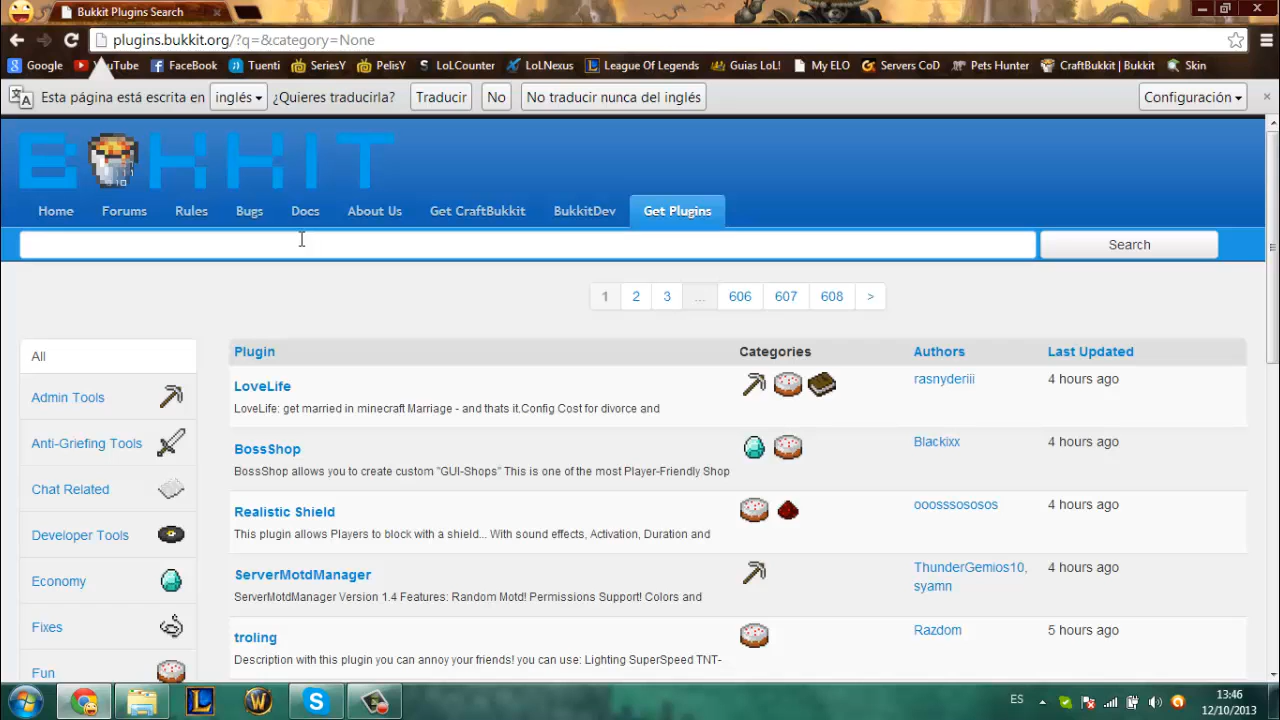 Bukkit Plugins Search
plugins.bukkit.org/?q=&category=None
Google YouTube FaceBook Tuenti SeriesY PelisY LoLCounter LoLNexus League Of Legends Guias LoL! My ELO Servers CoD Pets Hunter CraftBukkit | Bukkit Skin
Esta página está escrita en inglés ¿Quieres traducirla? Traducir No No traducir nunca del inglés Configuración
BUKKIT
Home Forums Rules Bugs Docs About Us Get CraftBukkit BukkitDev Get Plugins
Search
1 2 3 ... 606 607 608 >
All
Admin Tools
Anti-Griefing Tools
Chat Related
Developer Tools
Economy
Fixes
Fun
Plugin Categories Authors Last Updated
LoveLife rasnyderiii 4 hours ago
LoveLife: get married in minecraft Marriage - and thats it.Config Cost for divorce and
BossShop Blackixx 4 hours ago
BossShop allows you to create custom "GUI-Shops" This is one of the most Player-Friendly Shop
Realistic Shield ooosssososos 4 hours ago
This plugin allows Players to block with a shield... With sound effects, Activation, Duration and
ServerMotdManager ThunderGemios10, syamn 4 hours ago
ServerMotdManager Version 1.4 Features: Random Motd! Permissions Support! Colors and
troling Razdom 5 hours ago
Description with this plugin you can annoy your friends! you can use: Lighting SuperSpeed TNT-
ES 13:46
12/10/2013